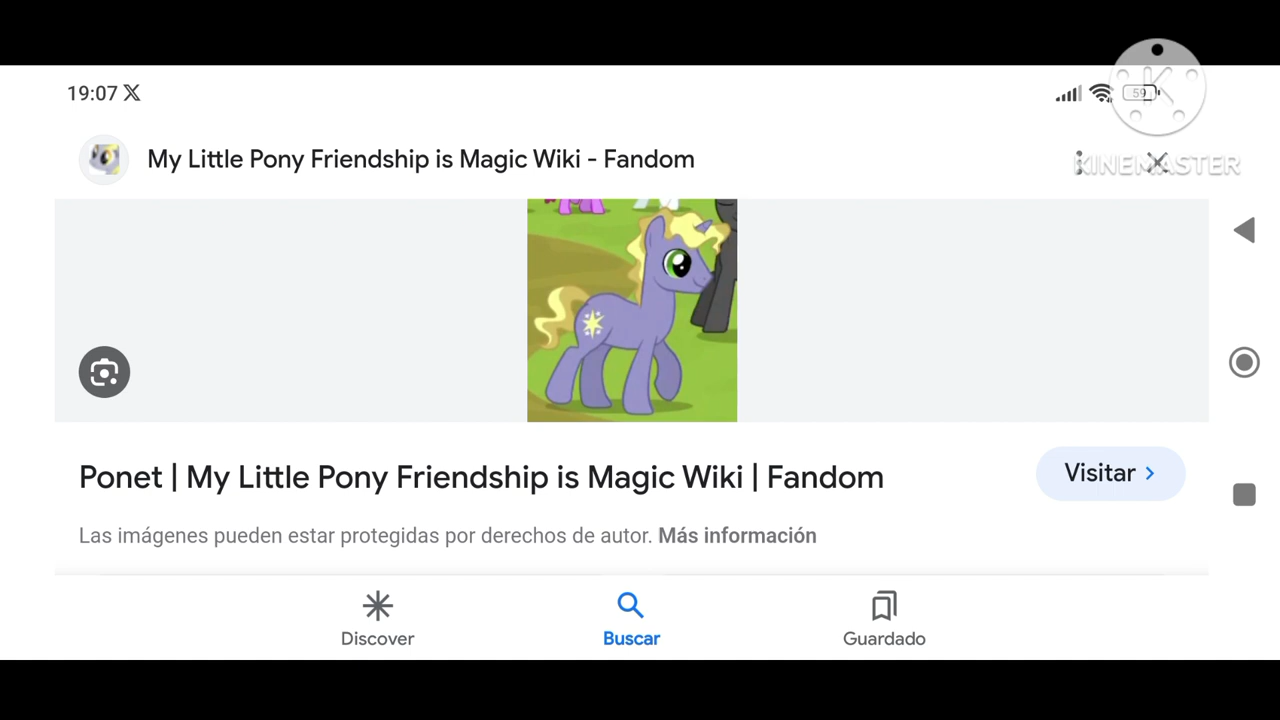 19:07 X
59
My Little Pony Friendship is Magic Wiki - Fandom
KINEMASTER
Ponet | My Little Pony Friendship is Magic Wiki | Fandom
Visitar
Las imágenes pueden estar protegidas por derechos de autor. Más información
Discover
Buscar
Guardado